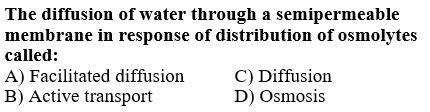 The diffusion of water through a semipermeable
membrane in response of distribution of osmolytes
called:
A) Facilitated diffusion C) Diffusion
B) Active transport D) Osmosis